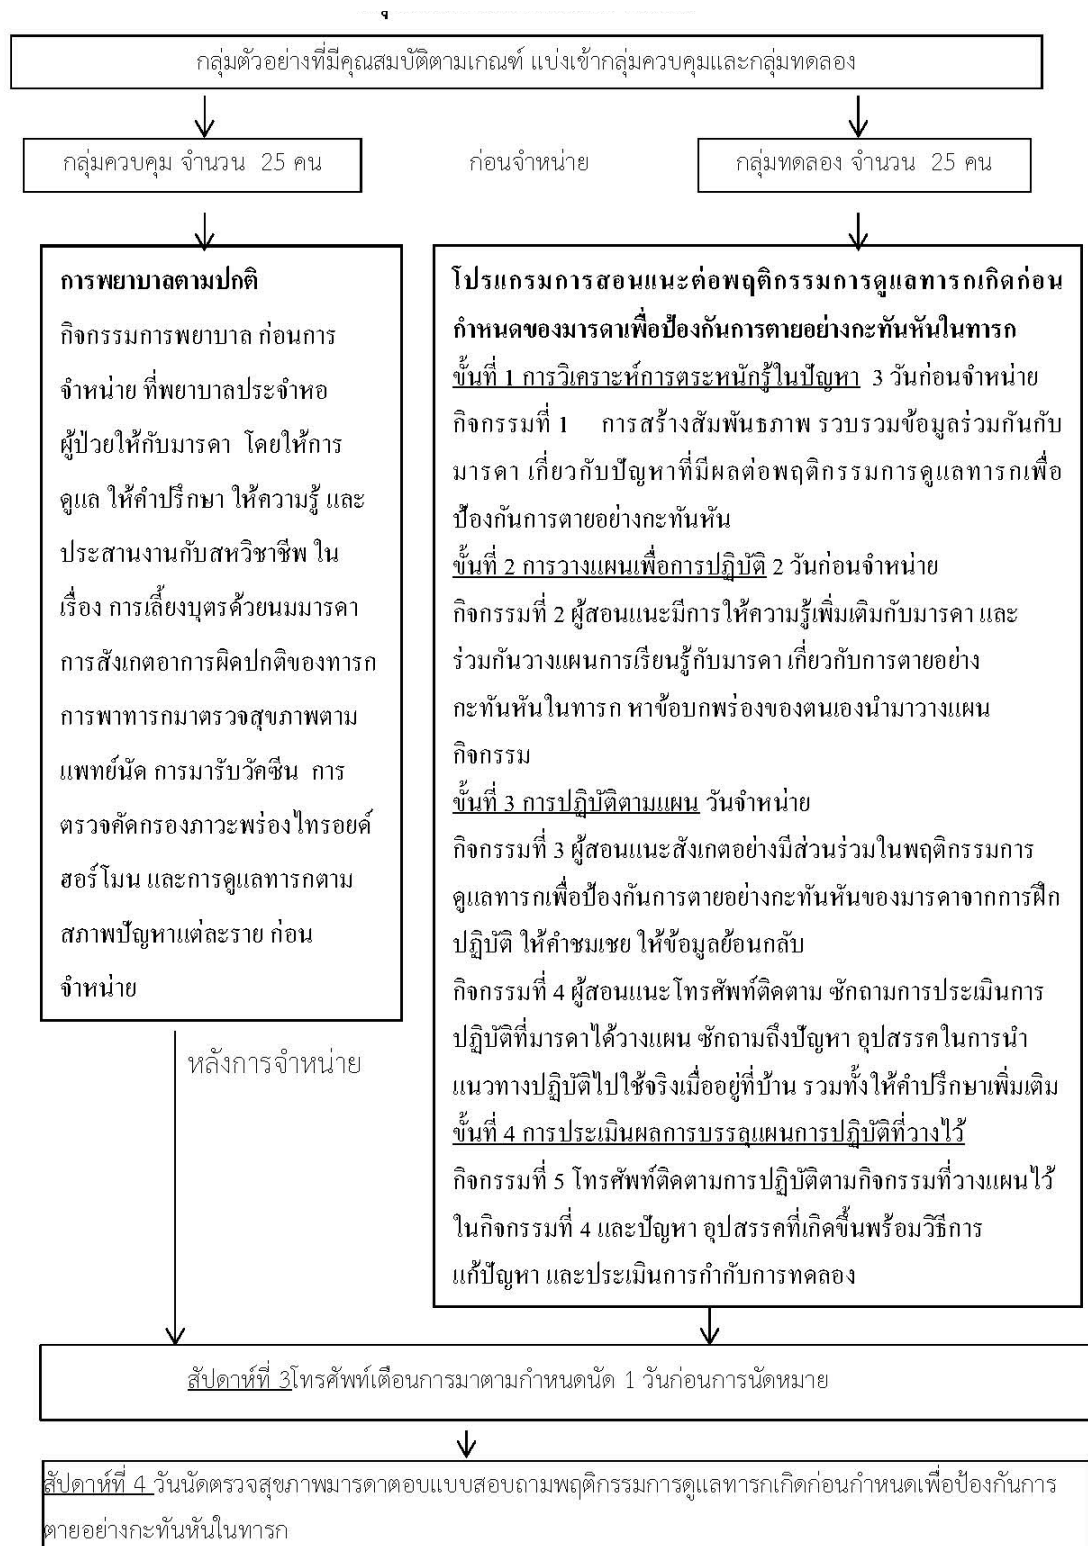 กลุ่มตัวอย่างที่มีคุณสมบัติตามเกณฑ์ แบ่งเข้ากลุ่มควบคุมและกลุ่มทดลอง
กลุ่มควบคุม จำนวน 25 คน
ก่อนจำหน่าย
กลุ่มทดลอง จำนวน 25 คน
การพยาบาลตามปกติ
กิจกรรมการพยาบาล ก่อนการ
จำหน่าย ที่พยาบาลประจำหอ
ผู้ป่วยให้กับมารดา โดยให้การ
ดูแล ให้คำปรึกษา ให้ความรู้ และ
ประสานงานกับสหวิชาชีพ ใน
เรื่อง การเลี้ยงบุตรด้วยนมมารดา
การสังเกตอาการผิดปกติของทารก
การพาทารกมาตรวจสุขภาพตาม
แพทย์นัด การมารับวัคซีน การ
ตรวจคัดกรองภาวะพร่องไทรอยด์
ฮอร์โมน และการดูแลทารกตาม
สภาพปัญหาแต่ละราย ก่อน
จำหน่าย
โปรแกรมการสอนแนะต่อพฤติกรรมการดูแลทารกเกิดก่อน
กำหนดของมารดาเพื่อป้องกันการตายอย่างกะทันหันในทารก
ขั้นที่ 1 การวิเคราะห์การตระหนักรู้ในปัญหา 3 วันก่อนจำหน่าย
กิจกรรมที่ 1 การสร้างสัมพันธภาพ รวบรวมข้อมูลร่วมกันกับ
มารดา เกี่ยวกับปัญหาที่มีผลต่อพฤติกรรมการดูแลทารกเพื่อ
ป้องกันการตายอย่างกะทันหัน
ขั้นที่ 2 การวางแผนเพื่อการปฏิบัติ 2 วันก่อนจำหน่าย
กิจกรรมที่ 2 ผู้สอนแนะมีการให้ความรู้เพิ่มเติมกับมารดา และ
ร่วมกันวางแผนการเรียนรู้กับมารดา เกี่ยวกับการตายอย่าง
กะทันหันในทารก หาข้อบกพร่องของตนเองนำมาวางแผน
กิจกรรม
ขั้นที่ 3 การปฏิบัติตามแผน วันจำหน่าย
กิจกรรมที่ 3 ผู้สอนแนะสังเกตอย่างมีส่วนร่วมในพฤติกรรมการ
ดูแลทารกเพื่อป้องกันการตายอย่างกะทันหันของมารดาจากการฝึก
ปฏิบัติ ให้คำชมเชย ให้ข้อมูลย้อนกลับ
กิจกรรมที่ 4 ผู้สอนแนะโทรศัพท์ติดตาม ซักถามการประเมินการ
ปฏิบัติที่มารดาได้วางแผน ซักถามถึงปัญหา อุปสรรคในการนำ
แนวทางปฏิบัติไปใช้จริงเมื่ออยู่ที่บ้าน รวมทั้งให้คำปรึกษาเพิ่มเติม
ขั้นที่ 4 การประเมินผลการบรรลุแผนการปฏิบัติที่วางไว้
กิจกรรมที่ 5 โทรศัพท์ติดตามการปฏิบัติตามกิจกรรมที่วางแผนไว้
ในกิจกรรมที่ 4 และปัญหา อุปสรรคที่เกิดขึ้นพร้อมวิธีการ
แก้ปัญหา และประเมินการกำกับการทดลอง
หลังการจำหน่าย
สัปดาห์ที่ 3โทรศัพท์เตือนการมาตามกำหนดนัด 1 วันก่อนการนัดหมาย
สัปดาห์ที่ 4 วันนัดตรวจสุขภาพมารดาตอบแบบสอบถามพฤติกรรมการดูแลทารกเกิดก่อนกำหนดเพื่อป้องกันการ
ตายอย่างกะทันหันในทารก